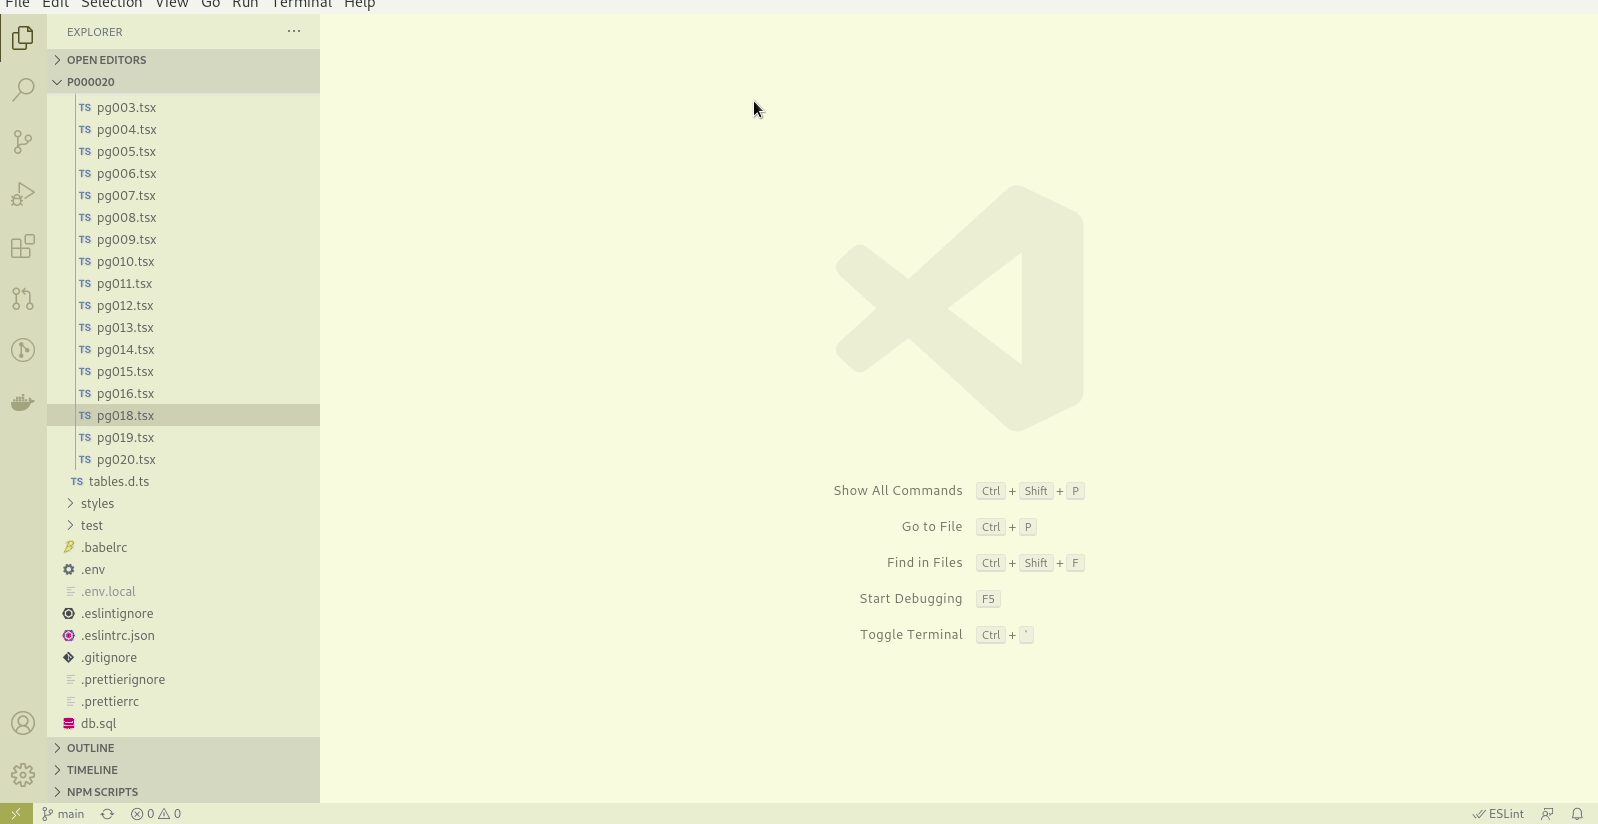 File Edit Selection View Go Run Terminal Help
EXPLORER ...
OPEN EDITORS
P000020
TS pg003.tsx
TS pg004.tsx
TS pg005.tsx
TS pg006.tsx
TS pg007.tsx
TS pg008.tsx
TS pg009.tsx
TS pg010.tsx
TS pg011.tsx
TS pg012.tsx
TS pg013.tsx
TS pg014.tsx
TS pg015.tsx
TS pg016.tsx
TS pg018.tsx
TS pg019.tsx
TS pg020.tsx
TS tables.d.ts
styles
test
.babelrc
.env
.env.local
.eslintignore
.eslintrc.json
.gitignore
.prettierignore
.prettierrc
db.sql
OUTLINE
TIMELINE
NPM SCRIPTS
Show All Commands Ctrl + Shift + P
Go to File Ctrl + P
Find in Files Ctrl + Shift + F
Start Debugging F5
Toggle Terminal Ctrl + `
main 0 0 ESLint